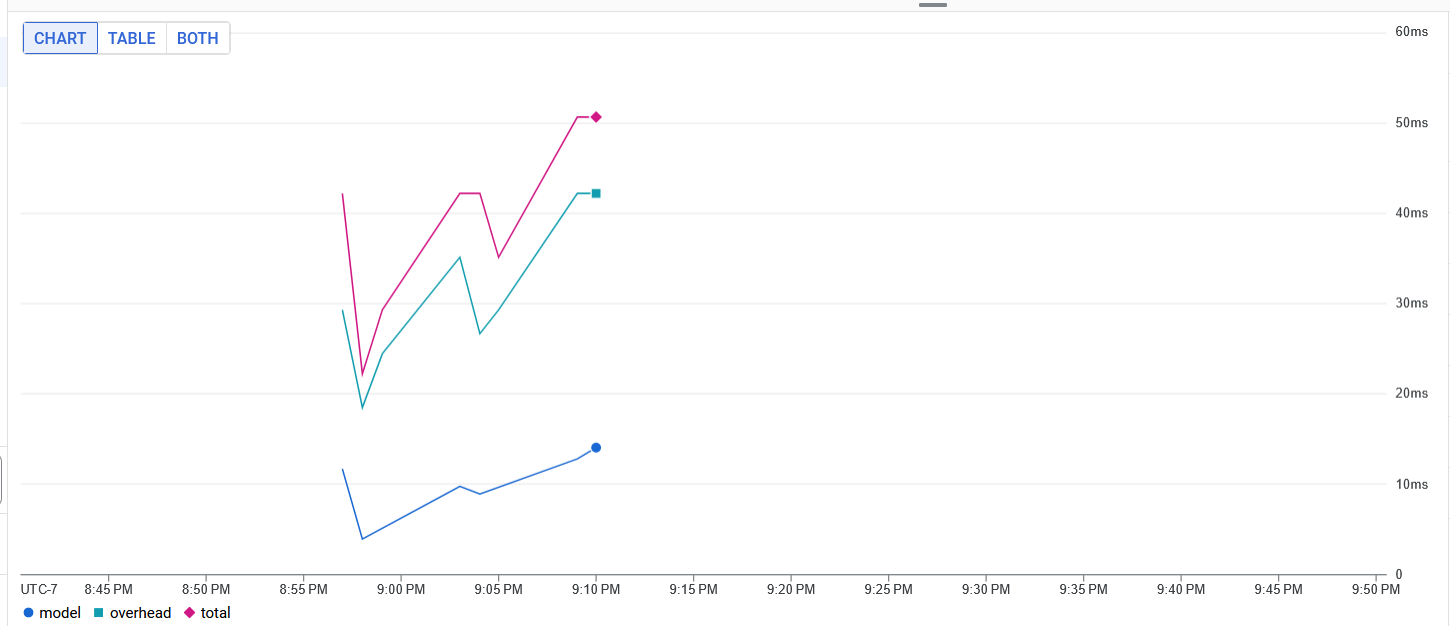 CHART TABLE BOTH
60ms
50ms
40ms
30ms
20ms
10ms
0
UTC-7 8:45 PM 8:50 PM 8:55 PM 9:00 PM 9:05 PM 9:10 PM 9:15 PM 9:20 PM 9:25 PM 9:30 PM 9:35 PM 9:40 PM 9:45 PM 9:50 PM
model overhead total